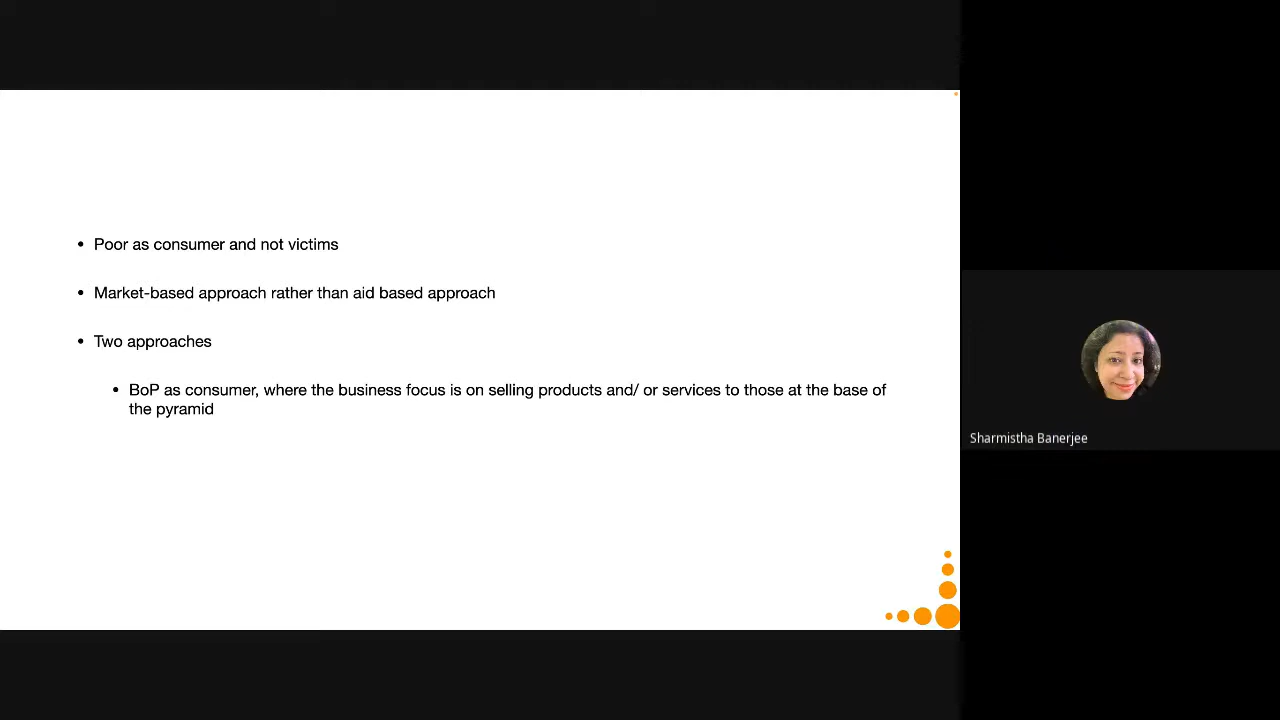 • Poor as consumer and not victims
• Market-based approach rather than aid based approach
• Two approaches
• BoP as consumer, where the business focus is on selling products and/ or services to those at the base of
the pyramid
Sharmistha Banerjee